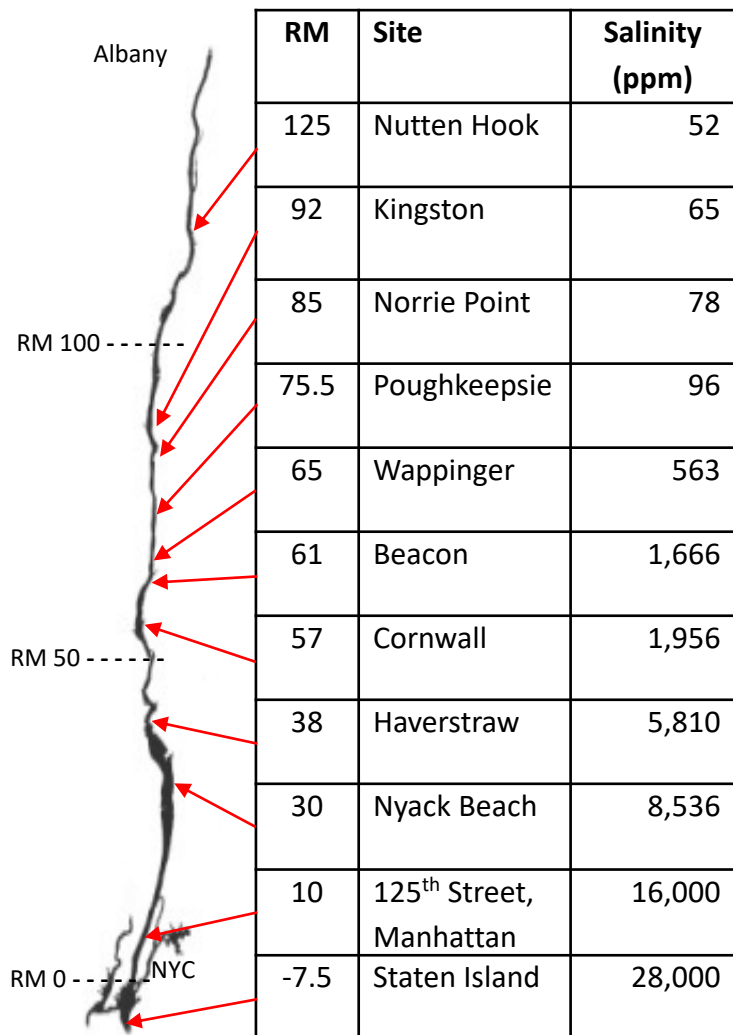 Albany
RM 100
RM 50
RM 0
NYC
RM Site Salinity
(ppm)
125 Nutten Hook 52
92 Kingston 65
85 Norrie Point 78
75.5 Poughkeepsie 96
65 Wappinger 563
61 Beacon 1,666
57 Cornwall 1,956
38 Haverstraw 5,810
30 Nyack Beach 8,536
10 125th Street, 16,000
Manhattan
-7.5 Staten Island 28,000